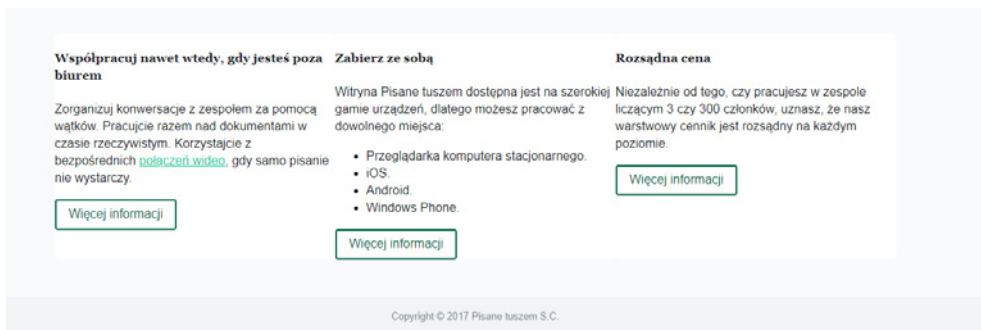 Współpracuj nawet wtedy, gdy jesteś poza
biurem
Zorganizuj konwersacje z zespołem za pomocą
wątków. Pracujcie razem nad dokumentami w
czasie rzeczywistym. Korzystajcie z
bezpośrednich połączeń wideo, gdy samo pisanie
nie wystarczy.
Więcej informacji
Zabierz ze sobą
Witryna Pisane tuszem dostępna jest na szerokiej
gamie urządzeń, dlatego możesz pracować z
dowolnego miejsca:
• Przeglądarka komputera stacjonarnego.
• iOS.
• Android.
• Windows Phone.
Więcej informacji
Rozsądna cena
Niezależnie od tego, czy pracujesz w zespole
liczącym 3 czy 300 członków, uznasz, że nasz
warstwowy cennik jest rozsądny na każdym
poziomie.
Więcej informacji
Copyright © 2017 Pisane tuszem S.C.